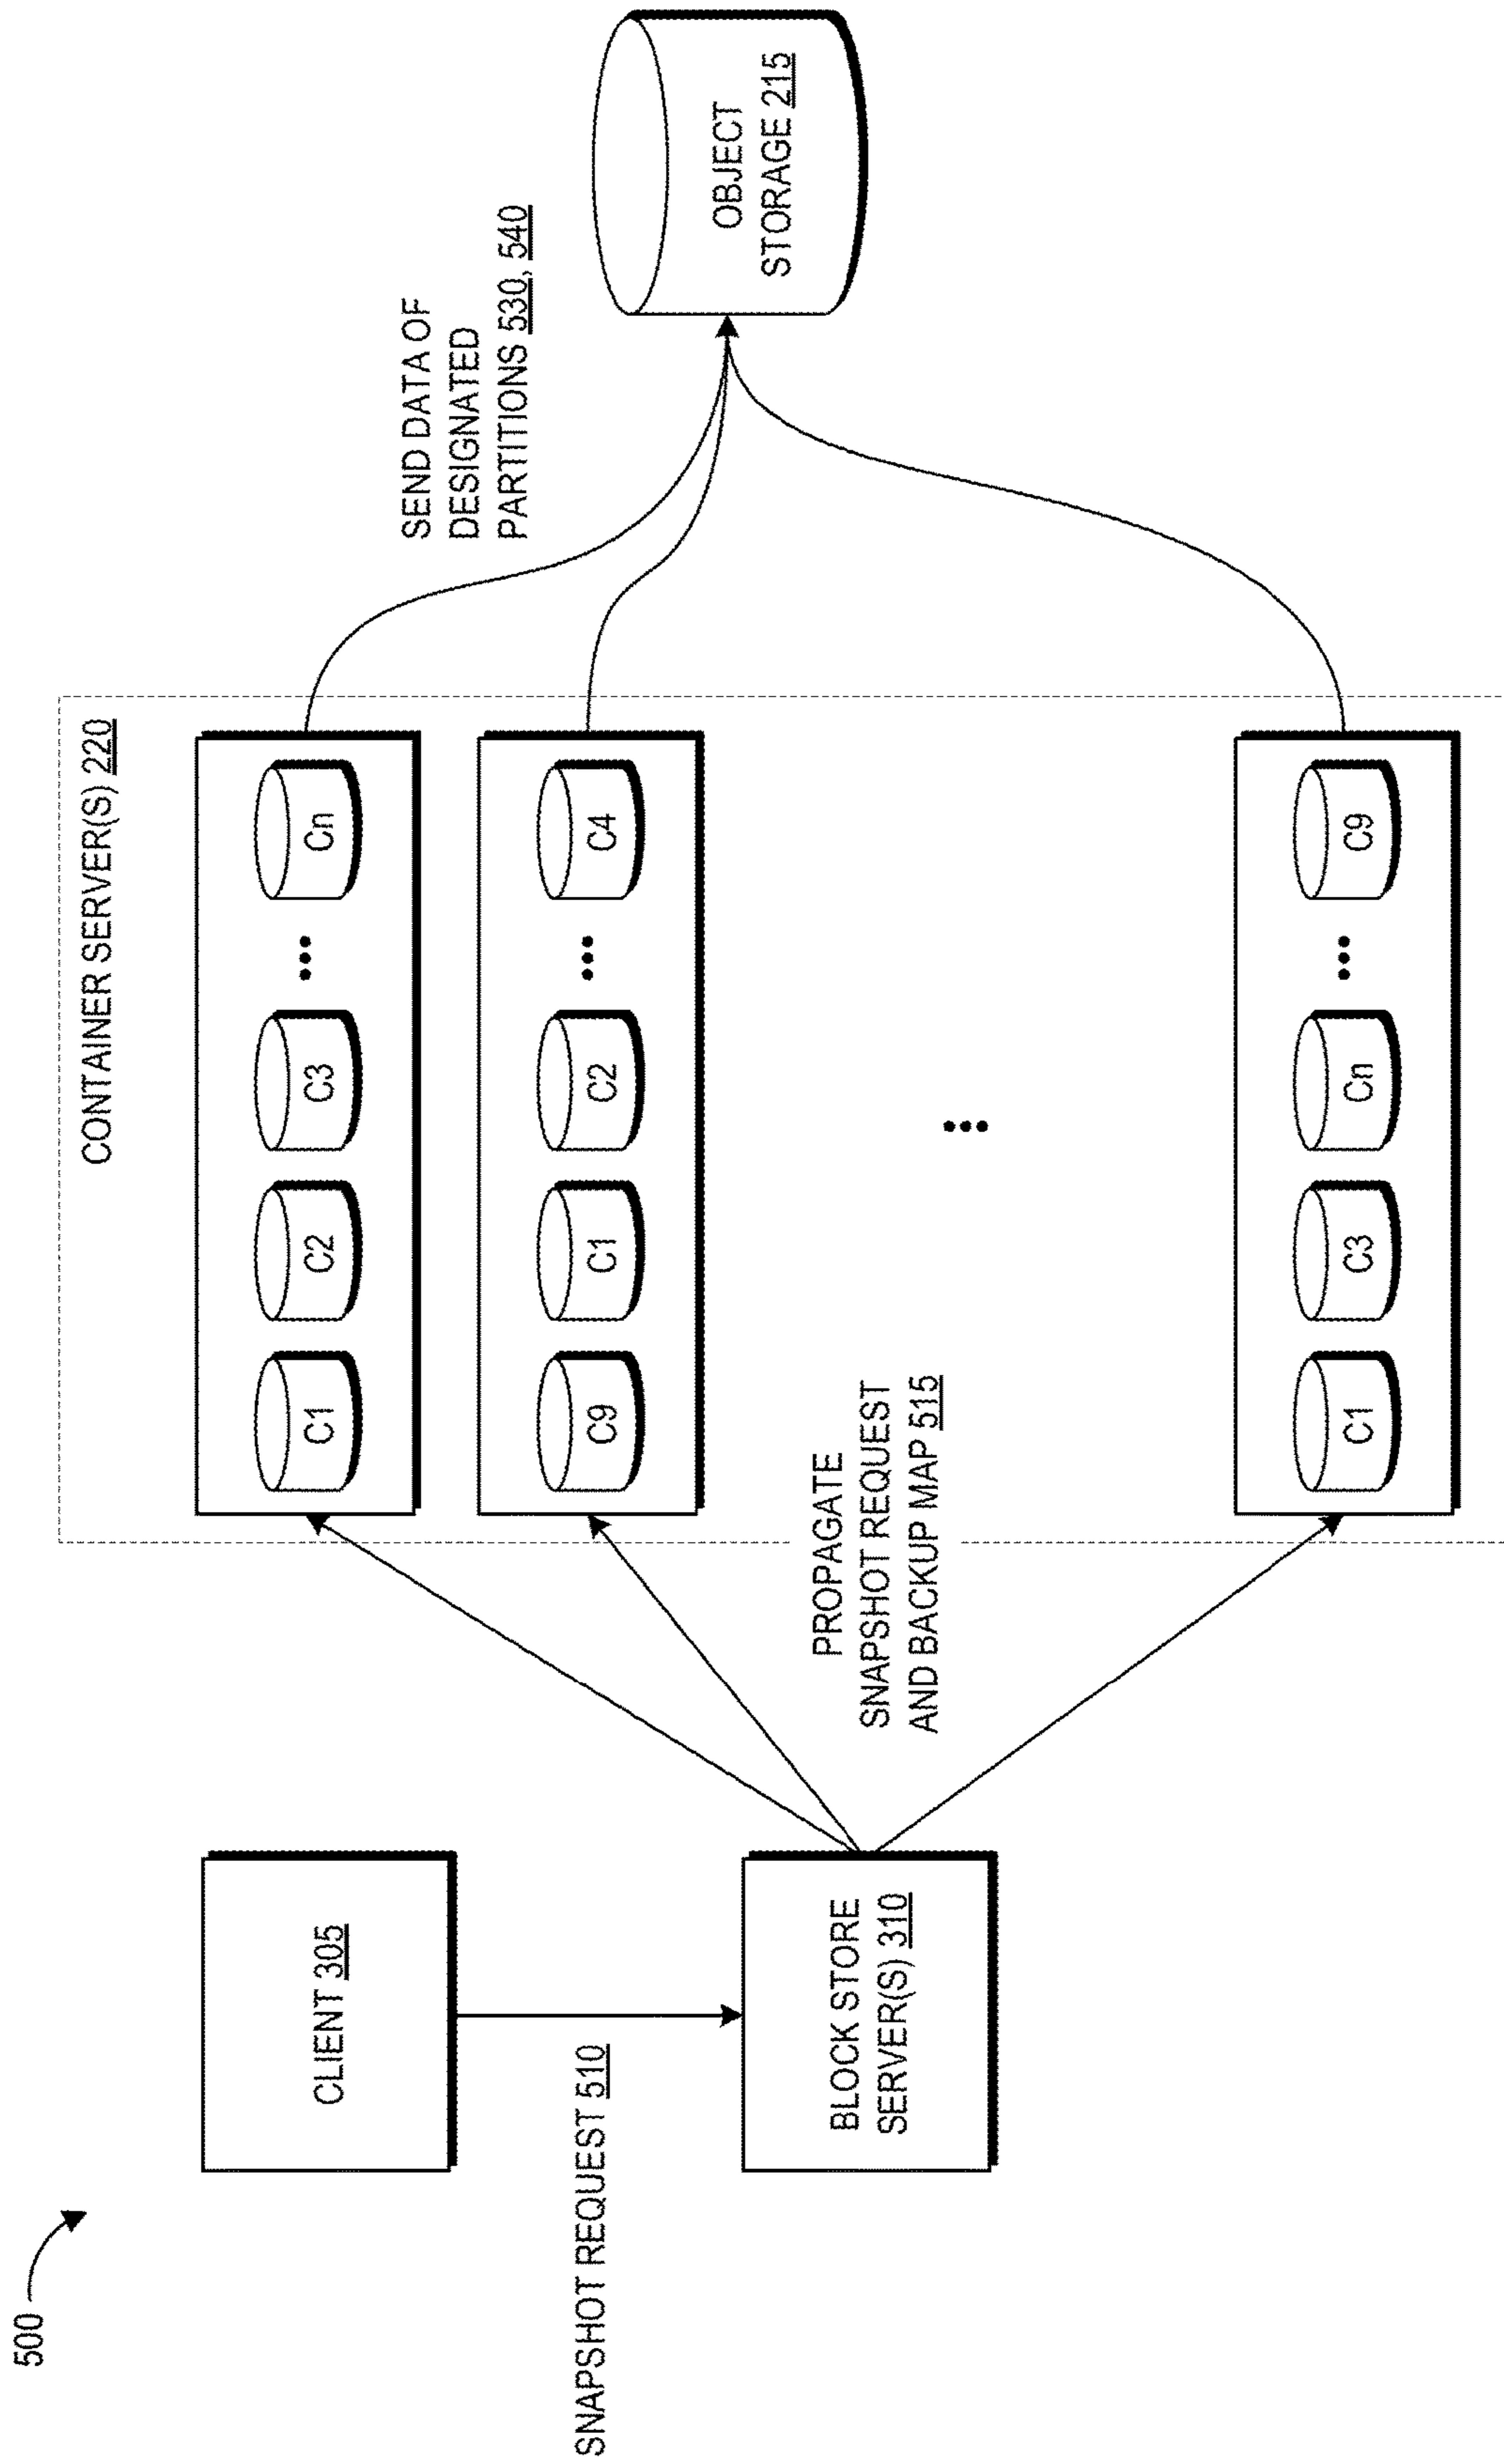 500
CLIENT 305
SNAPSHOT REQUEST 510
BLOCK STORE
SERVER(S) 310
PROPAGATE
SNAPSHOT REQUEST
AND BACKUP MAP 515
CONTAINER SERVER(S) 220
C1 C2 C3 ••• Cn
C9 C1 C2 ••• C4
•••
C1 C3 Cn ••• C9
SEND DATA OF
DESIGNATED
PARTITIONS 530, 540
OBJECT
STORAGE 215